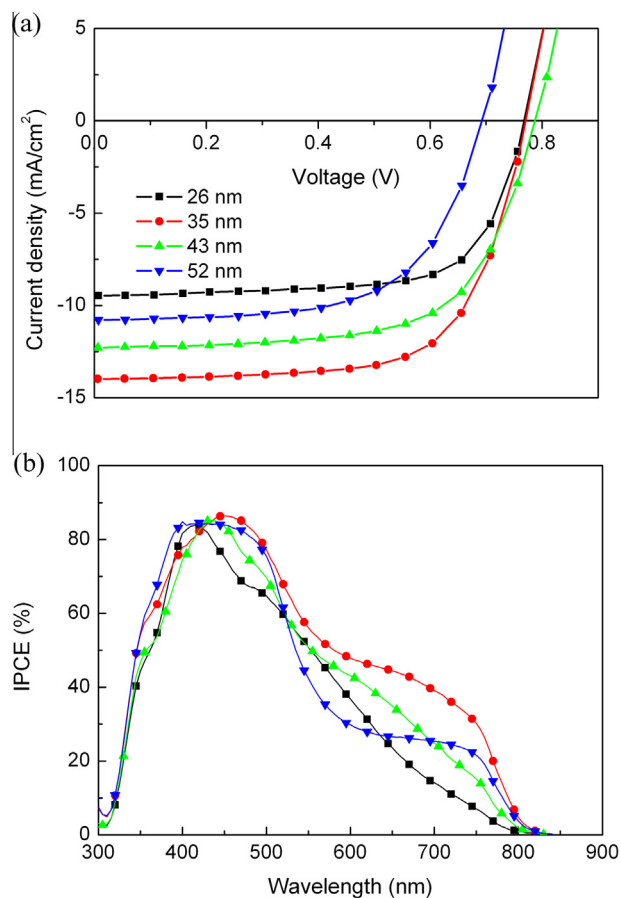 (a)
5
0
-5
-10
-15
Current density (mA/cm²)
0.0 0.2 0.4 0.6 0.8
Voltage (V)
26 nm
35 nm
43 nm
52 nm
(b)
100
80
60
40
20
0
IPCE (%)
300 400 500 600 700 800 900
Wavelength (nm)